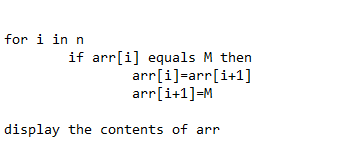 for i in n
if arr[i] equals M then
arr[i]=arr[i+1]
arr[i+1]=M
display the contents of arr